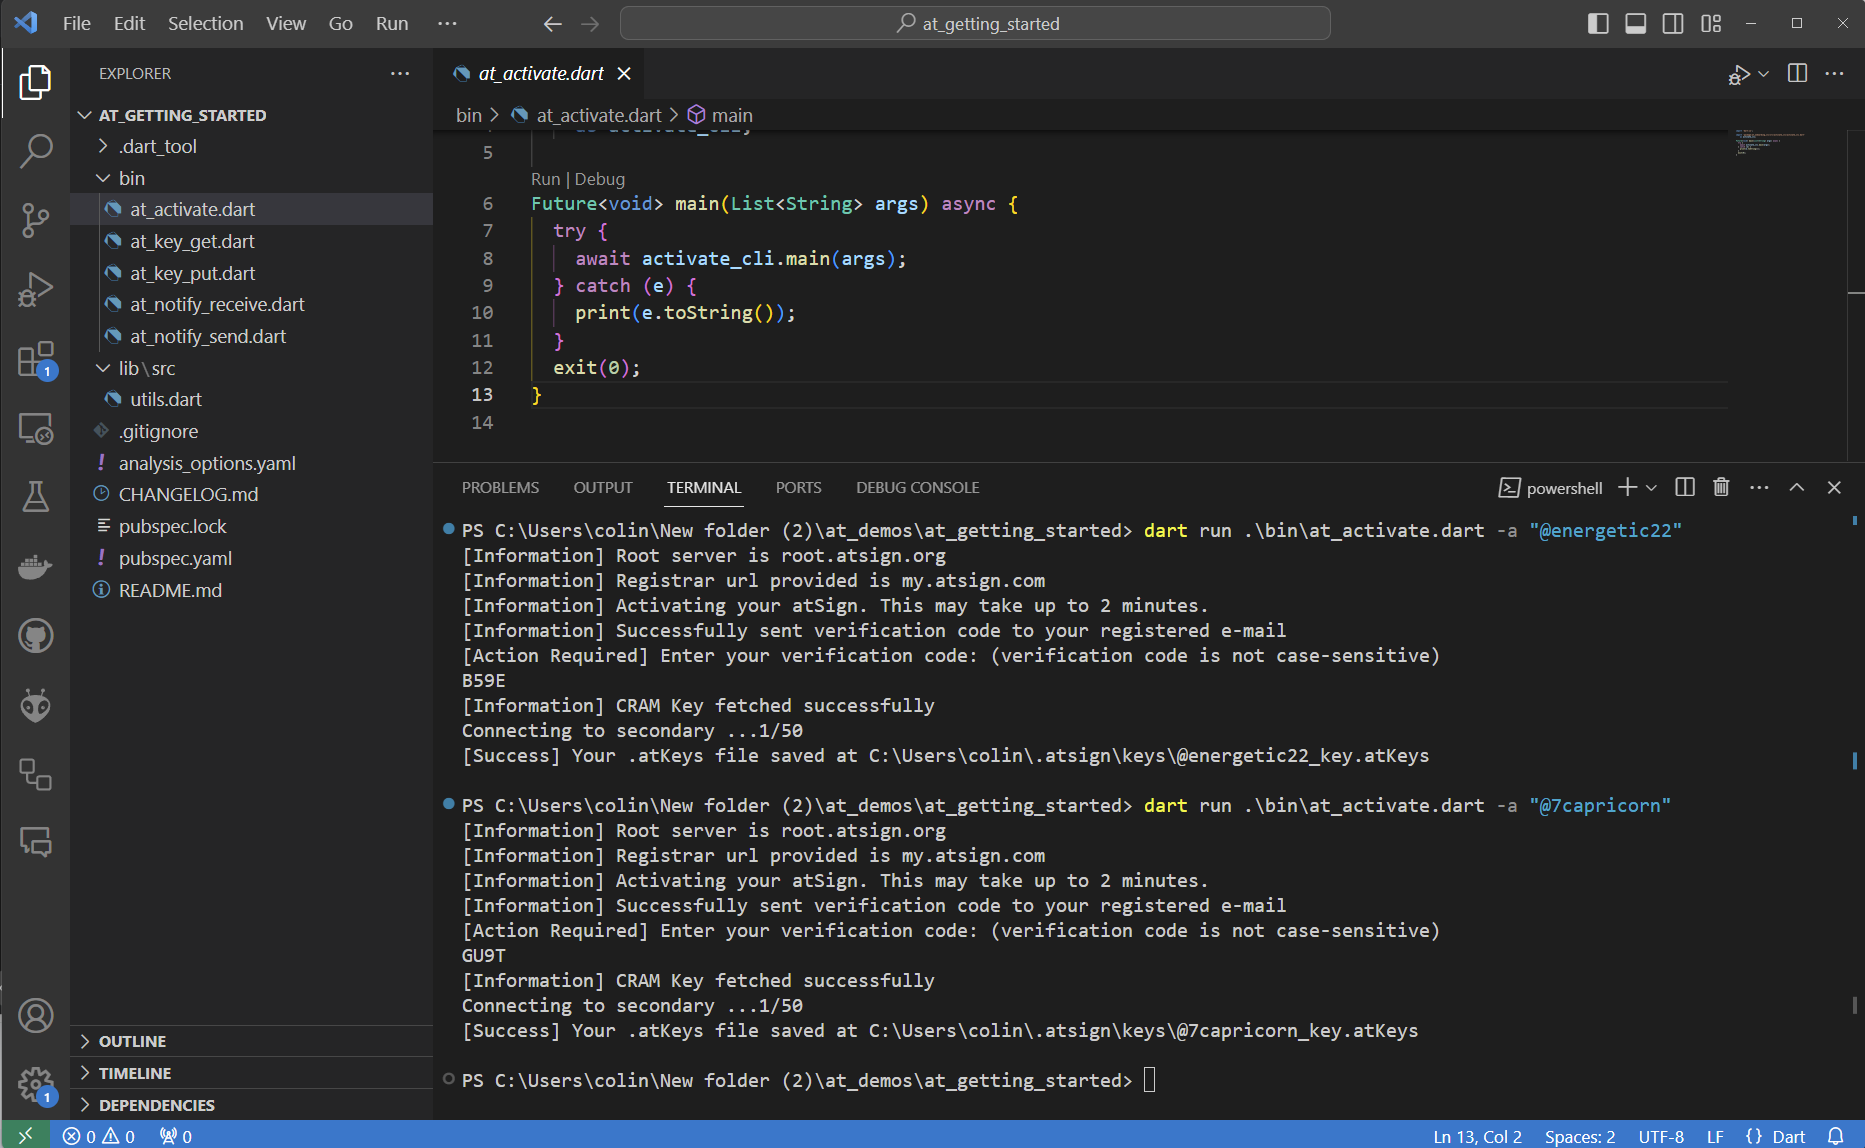 File Edit Selection View Go Run ··· at_getting_started
EXPLORER ···
AT_GETTING_STARTED
.dart_tool
bin
at_activate.dart
at_key_get.dart
at_key_put.dart
at_notify_receive.dart
at_notify_send.dart
lib\src
utils.dart
.gitignore
! analysis_options.yaml
CHANGELOG.md
pubspec.lock
! pubspec.yaml
README.md
OUTLINE
TIMELINE
DEPENDENCIES
1
1
at_activate.dart
bin > at_activate.dart > main
5
Run | Debug
6 Future<void> main(List<String> args) async {
7 try {
8 await activate_cli.main(args);
9 } catch (e) {
10 print(e.toString());
11 }
12 exit(0);
13 }
14
PROBLEMS OUTPUT TERMINAL PORTS DEBUG CONSOLE powershell
PS C:\Users\colin\New folder (2)\at_demos\at_getting_started> dart run .\bin\at_activate.dart -a "@energetic22"
[Information] Root server is root.atsign.org
[Information] Registrar url provided is my.atsign.com
[Information] Activating your atSign. This may take up to 2 minutes.
[Information] Successfully sent verification code to your registered e-mail
[Action Required] Enter your verification code: (verification code is not case-sensitive)
B59E
[Information] CRAM Key fetched successfully
Connecting to secondary ...1/50
[Success] Your .atKeys file saved at C:\Users\colin\.atsign\keys\@energetic22_key.atKeys
PS C:\Users\colin\New folder (2)\at_demos\at_getting_started> dart run .\bin\at_activate.dart -a "@7capricorn"
[Information] Root server is root.atsign.org
[Information] Registrar url provided is my.atsign.com
[Information] Activating your atSign. This may take up to 2 minutes.
[Information] Successfully sent verification code to your registered e-mail
[Action Required] Enter your verification code: (verification code is not case-sensitive)
GU9T
[Information] CRAM Key fetched successfully
Connecting to secondary ...1/50
[Success] Your .atKeys file saved at C:\Users\colin\.atsign\keys\@7capricorn_key.atKeys
PS C:\Users\colin\New folder (2)\at_demos\at_getting_started>
0 0 0 Ln 13, Col 2 Spaces: 2 UTF-8 LF {} Dart